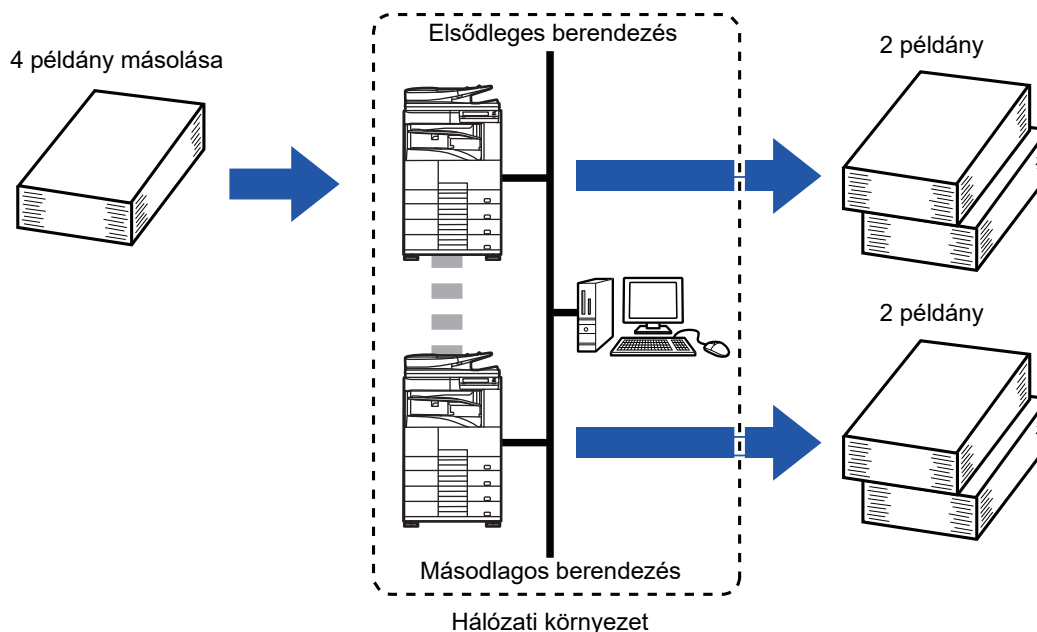 4 példány másolása
Elsődleges berendezés
2 példány
2 példány
Másodlagos berendezés
Hálózati környezet